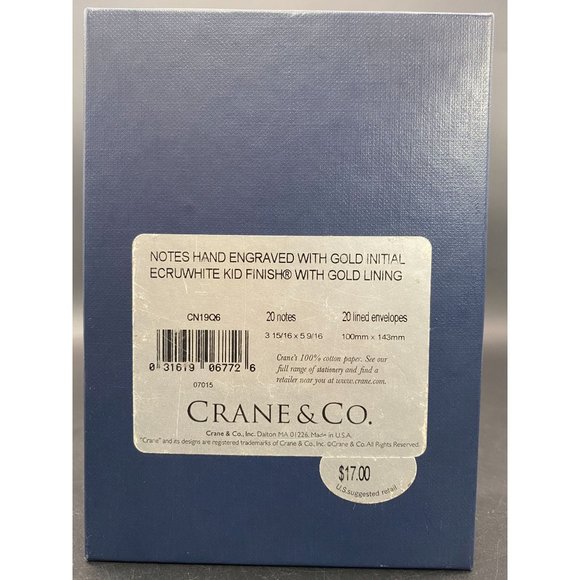 NOTES HAND ENGRAVED WITH GOLD INITIAL
ECRUWHITE KID FINISH® WITH GOLD LINING
CN19Q6
0 31619 06772 6
07015
20 notes
3 15/16 x 5 9/16
20 lined envelopes
100mm x 143mm
Crane's 100% cotton paper. See our
full range of stationery and find a
retailer near you at www.crane.com.
CRANE & CO.
Crane & Co., Inc. Dalton MA 01226. Made in U.S.A.
"Crane" and its designs are registered trademarks of Crane & Co., Inc. ©Crane & Co. All Rights Reserved.
$17.00
U.S. suggested retail